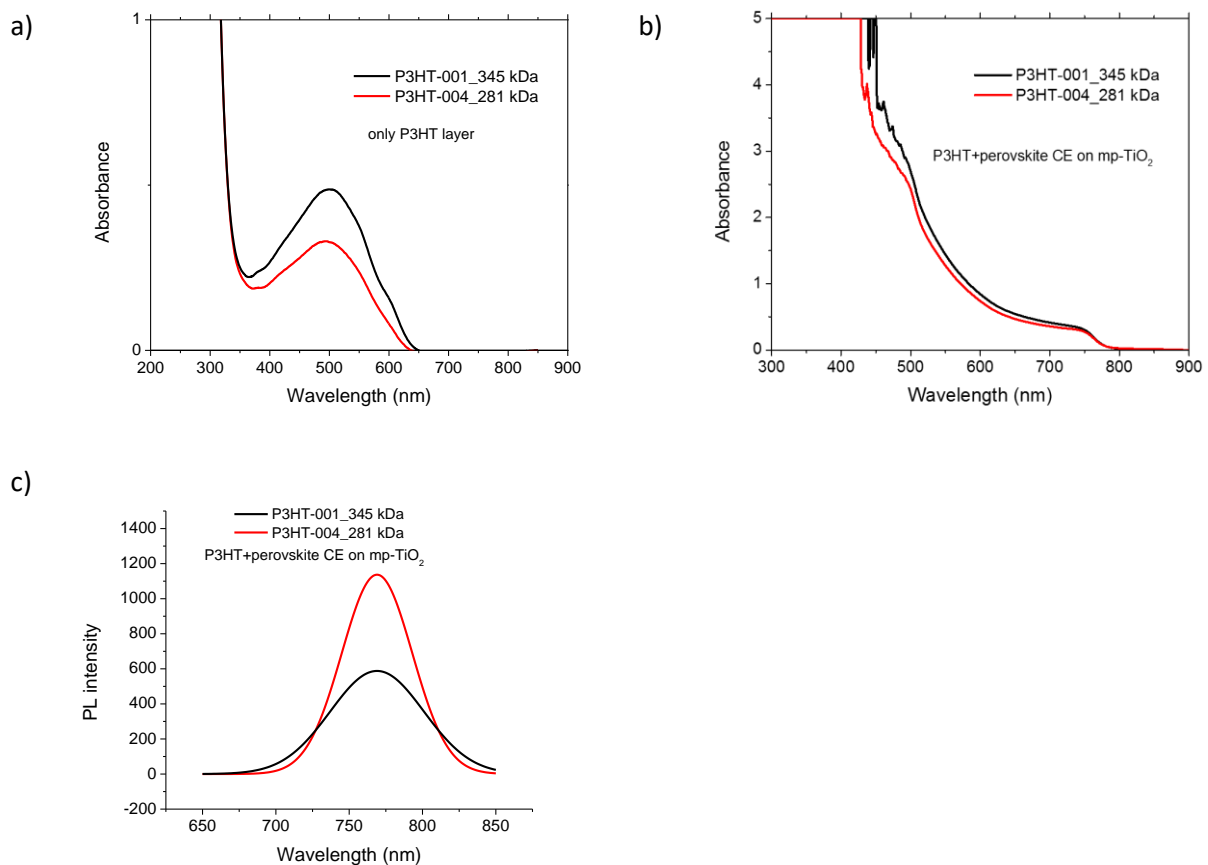 a)
1
P3HT-001_345 kDa
P3HT-004_281 kDa
only P3HT layer
Absorbance
0
200 300 400 500 600 700 800 900
Wavelength (nm)
b)
5
P3HT-001_345 kDa
P3HT-004_281 kDa
4
3
P3HT+perovskite CE on mp-TiO₂
Absorbance
2
1
0
300 400 500 600 700 800 900
Wavelength (nm)
c)
P3HT-001_345 kDa
1400
P3HT-004_281 kDa
P3HT+perovskite CE on mp-TiO₂
1200
1000
800
PL intensity
600
400
200
0
-200
650 700 750 800 850
Wavelength (nm)